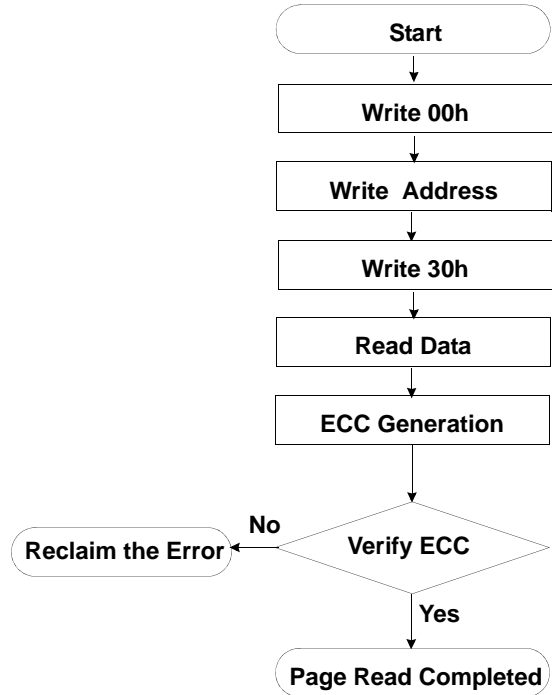 Start
Write 00h
Write Address
Write 30h
Read Data
ECC Generation
No
Reclaim the Error
Verify ECC
Yes
Page Read Completed